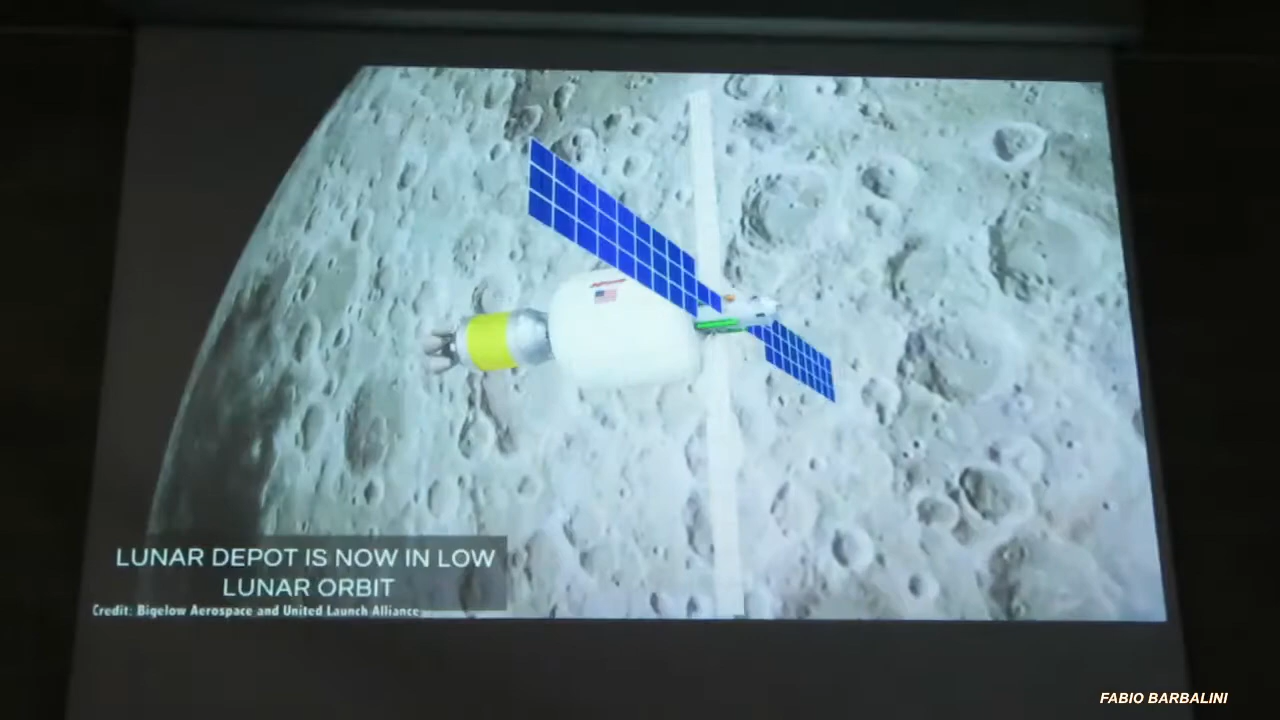 LUNAR DEPOT IS NOW IN LOW
LUNAR ORBIT
Credit: Bigelow Aerospace and United Launch Alliance
FABIO BARBALINI